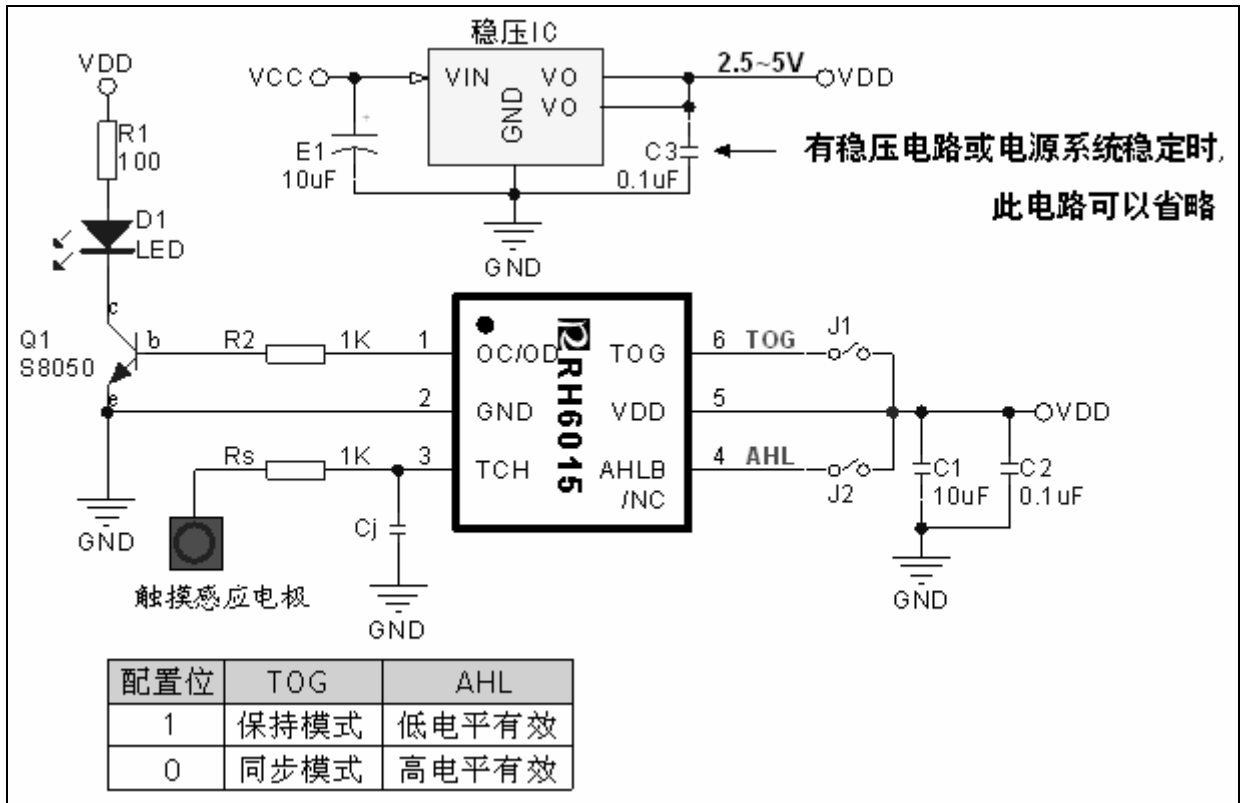 稳压IC
VDD
VCC
VIN
VO
VO
GND
2.5~5V
VDD
R1
100
E1
10uF
C3
0.1uF
有稳压电路或电源系统稳定时,
此电路可以省略
D1
LED
GND
c
Q1
S8050
b
e
R2
1K
1
OC/OD
TOG
6
TOG
J1
2
GND
VDD
5
VDD
Rs
1K
3
TCH
AHLB
/NC
4
AHL
J2
RH6015
C1
10uF
C2
0.1uF
Cj
GND
GND
GND
触摸感应电极
配置位 TOG AHL
1 保持模式 低电平有效
0 同步模式 高电平有效